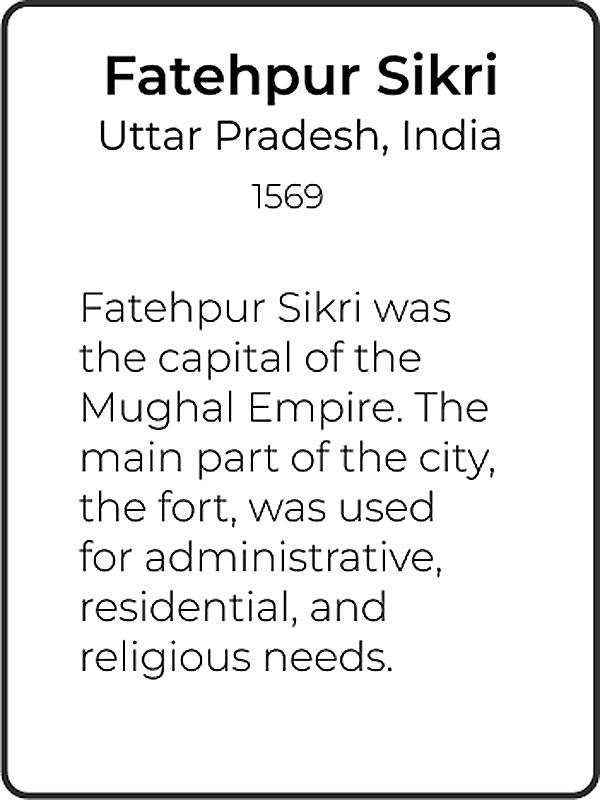 Fatehpur Sikri
Uttar Pradesh, India
1569
Fatehpur Sikri was
the capital of the
Mughal Empire. The
main part of the city,
the fort, was used
for administrative,
residential, and
religious needs.